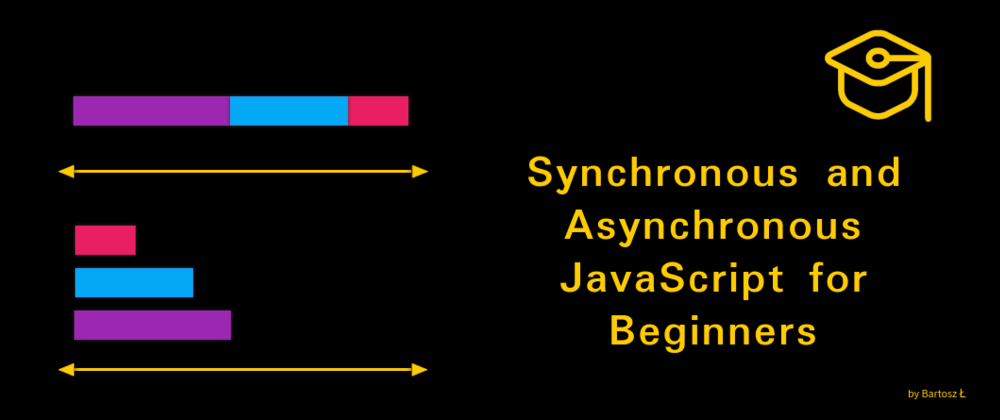 Synchronous and
Asynchronous
JavaScript for
Beginners
by Bartosz Ł